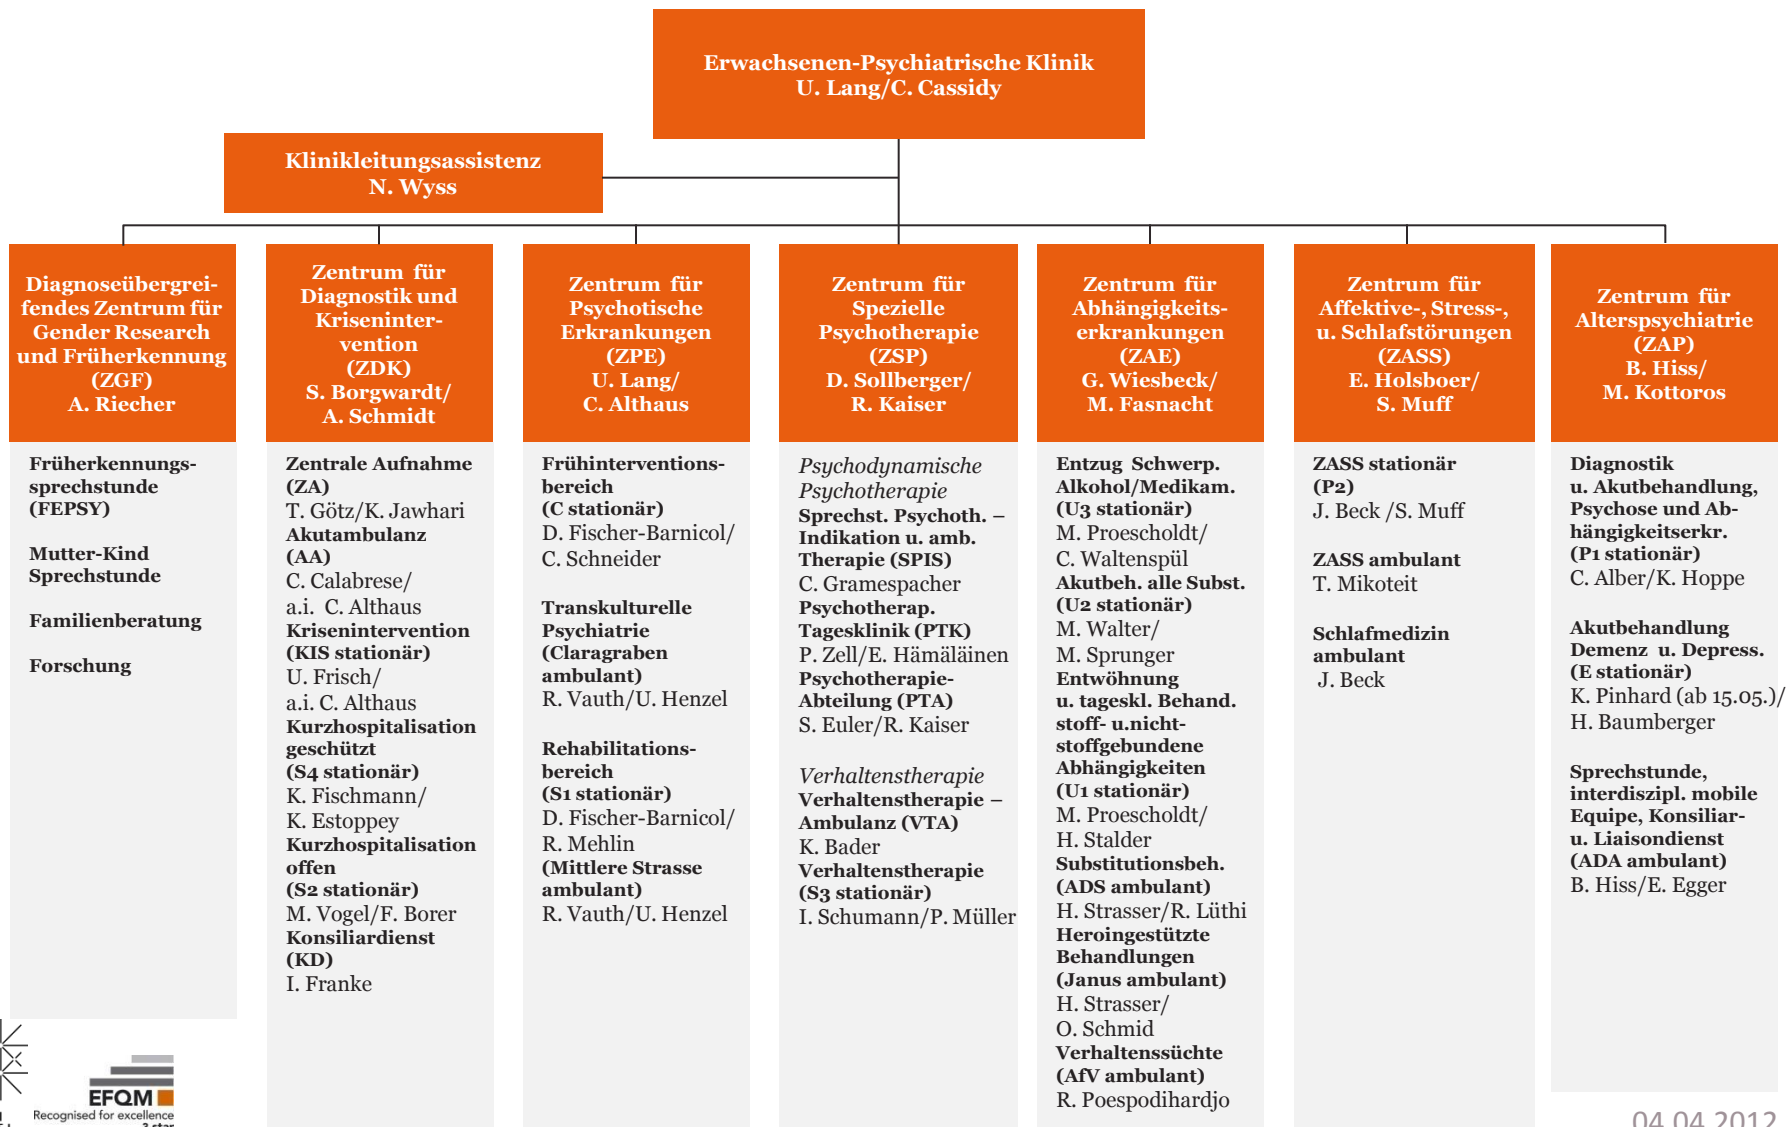 Erwachsenen-Psychiatrische Klinik
U. Lang/C. Cassidy
Klinikleitungsassistenz
N. Wyss
Diagnoseübergrei-
fendes Zentrum für
Gender Research
und Früherkennung
(ZGF)
A. Riecher
Früherkennungs-
sprechstunde
(FEPSY)
Mutter-Kind
Sprechstunde
Familienberatung
Forschung
Zentrum für
Diagnostik und
Kriseninter-
vention
(ZDK)
S. Borgwardt/
A. Schmidt
Zentrale Aufnahme
(ZA)
T. Götz/K. Jawhari
Akutambulanz
(AA)
C. Calabrese/
a.i. C. Althaus
Krisenintervention
(KIS stationär)
U. Frisch/
a.i. C. Althaus
Kurzhospitalisation
geschützt
(S4 stationär)
K. Fischmann/
K. Estoppey
Kurzhospitalisation
offen
(S2 stationär)
M. Vogel/F. Borer
Konsiliardienst
(KD)
I. Franke
Zentrum für
Psychotische
Erkrankungen
(ZPE)
U. Lang/
C. Althaus
Frühinterventions-
bereich
(C stationär)
D. Fischer-Barnicol/
C. Schneider
Transkulturelle
Psychiatrie
(Claragraben
ambulant)
R. Vauth/U. Henzel
Rehabilitations-
bereich
(S1 stationär)
D. Fischer-Barnicol/
R. Mehlin
(Mittlere Strasse
ambulant)
R. Vauth/U. Henzel
Zentrum für
Spezielle
Psychotherapie
(ZSP)
D. Sollberger/
R. Kaiser
Psychodynamische
Psychotherapie
Sprechst. Psychoth. –
Indikation u. amb.
Therapie (SPIS)
C. Gramespacher
Psychotherap.
Tagesklinik (PTK)
P. Zell/E. Hämäläinen
Psychotherapie-
Abteilung (PTA)
S. Euler/R. Kaiser
Verhaltenstherapie
Verhaltenstherapie –
Ambulanz (VTA)
K. Bader
Verhaltenstherapie
(S3 stationär)
I. Schumann/P. Müller
Zentrum für
Abhängigkeits-
erkrankungen
(ZAE)
G. Wiesbeck/
M. Fasnacht
Entzug Schwerp.
Alkohol/Medikam.
(U3 stationär)
M. Proescholdt/
C. Waltenspül
Akutbeh. alle Subst.
(U2 stationär)
M. Walter/
M. Sprunger
Entwöhnung
u. tageskl. Behand.
stoff- u.nicht-
stoffgebundene
Abhängigkeiten
(U1 stationär)
M. Proescholdt/
H. Stalder
Substitutionsbeh.
(ADS ambulant)
H. Strasser/R. Lüthi
Heroingestützte
Behandlungen
(Janus ambulant)
H. Strasser/
O. Schmid
Verhaltenssüchte
(AfV ambulant)
R. Poespodihardjo
Zentrum für
Affektive-, Stress-,
u. Schlafstörungen
(ZASS)
E. Holsboer/
S. Muff
ZASS stationär
(P2)
J. Beck /S. Muff
ZASS ambulant
T. Mikoteit
Schlafmedizin
ambulant
J. Beck
Zentrum für
Alterspsychiatrie
(ZAP)
B. Hiss/
M. Kottoros
Diagnostik
u. Akutbehandlung,
Psychose und Ab-
hängigkeitserkr.
(P1 stationär)
C. Alber/K. Hoppe
Akutbehandlung
Demenz u. Depress.
(E stationär)
K. Pinhard (ab 15.05.)/
H. Baumberger
Sprechstunde,
interdiszipl. mobile
Equipe, Konsiliar-
u. Liaisondienst
(ADA ambulant)
B. Hiss/E. Egger
EFQM
Recognised for excellence
3 star
04.04.2012